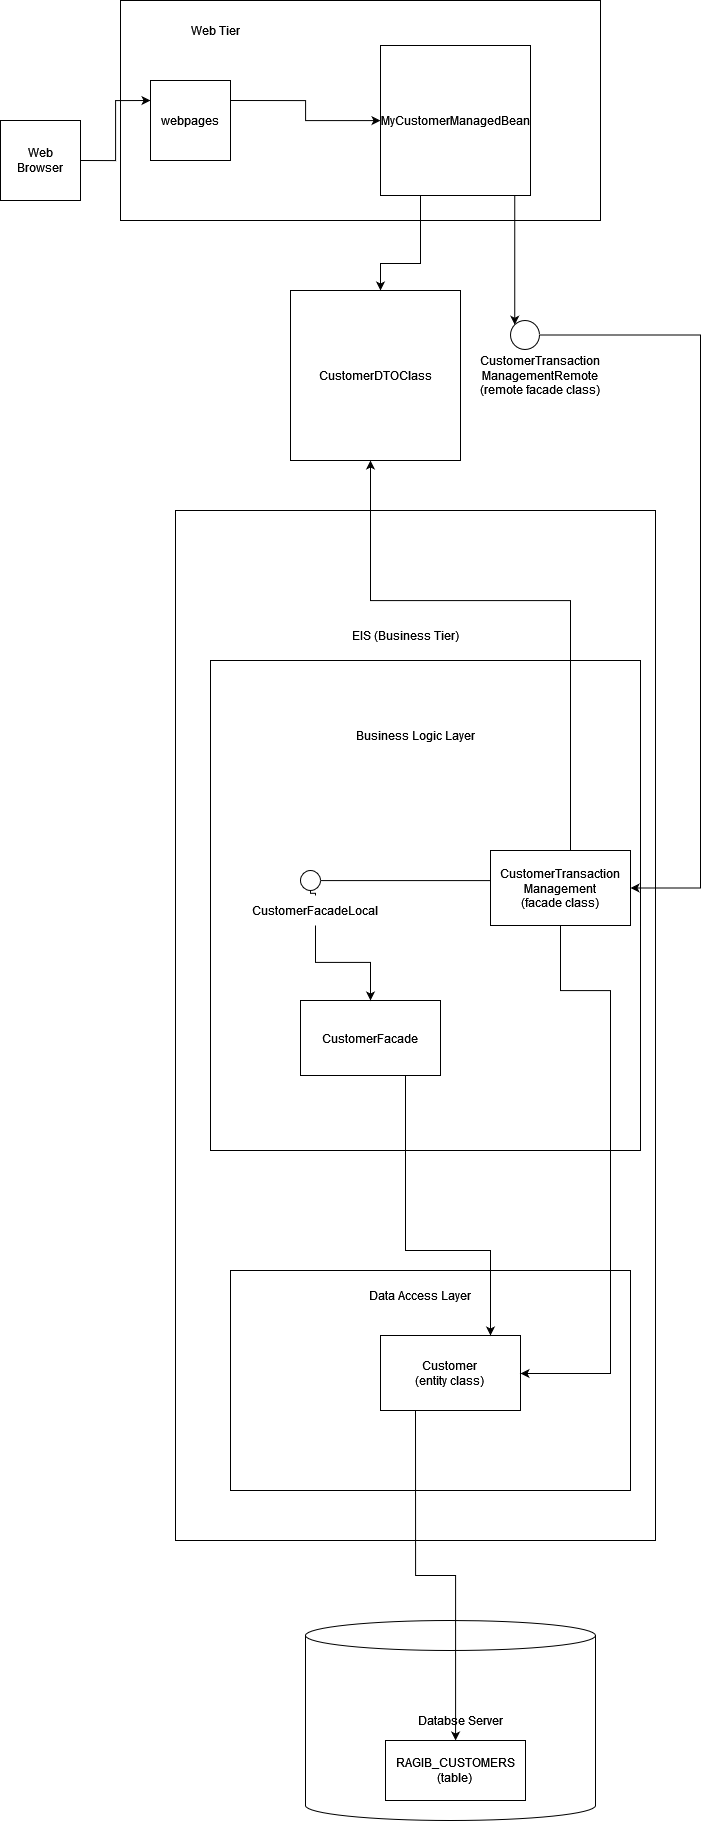 Web Tier
webpages
MyCustomerManagedBean
Web
Browser
CustomerDTOClass
CustomerTransaction
ManagementRemote
(remote facade class)
EIS (Business Tier)
Business Logic Layer
CustomerTransaction
Management
(facade class)
CustomerFacadeLocal
CustomerFacade
Data Access Layer
Customer
(entity class)
Databse Server
RAGIB_CUSTOMERS
(table)